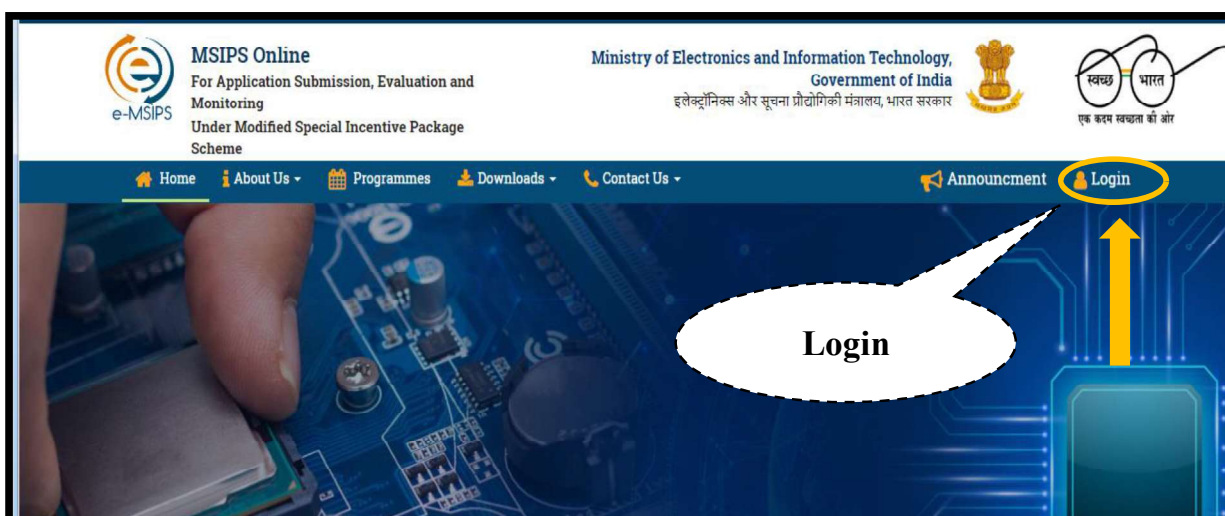 e-MSIPS
MSIPS Online
For Application Submission, Evaluation and
Monitoring
Under Modified Special Incentive Package
Scheme
Ministry of Electronics and Information Technology,
Government of India
इलेक्ट्रॉनिक्स और सूचना प्रौद्योगिकी मंत्रालय, भारत सरकार
स्वच्छ भारत
एक कदम स्वच्छता की ओर
Home About Us Programmes Downloads Contact Us Announcment Login
Login